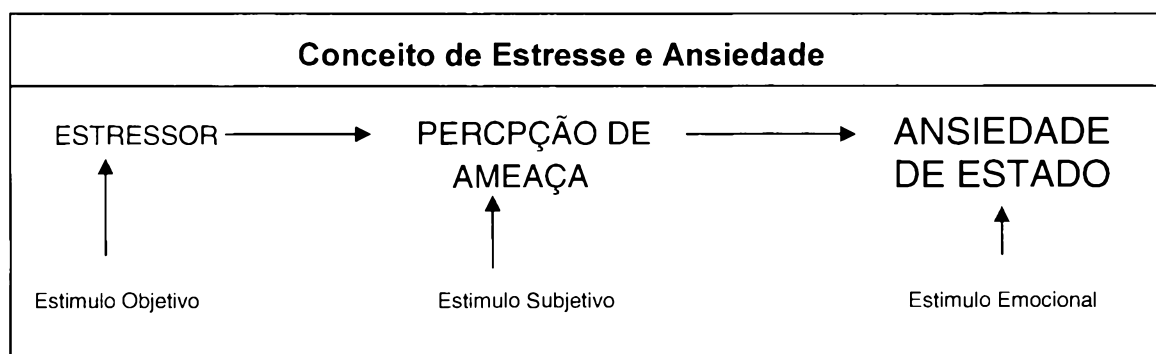 Conceito de Estresse e Ansiedade
ESTRESSOR
PERCPÇÃO DE
AMEAÇA
ANSIEDADE
DE ESTADO
Estimulo Objetivo
Estimulo Subjetivo
Estimulo Emocional